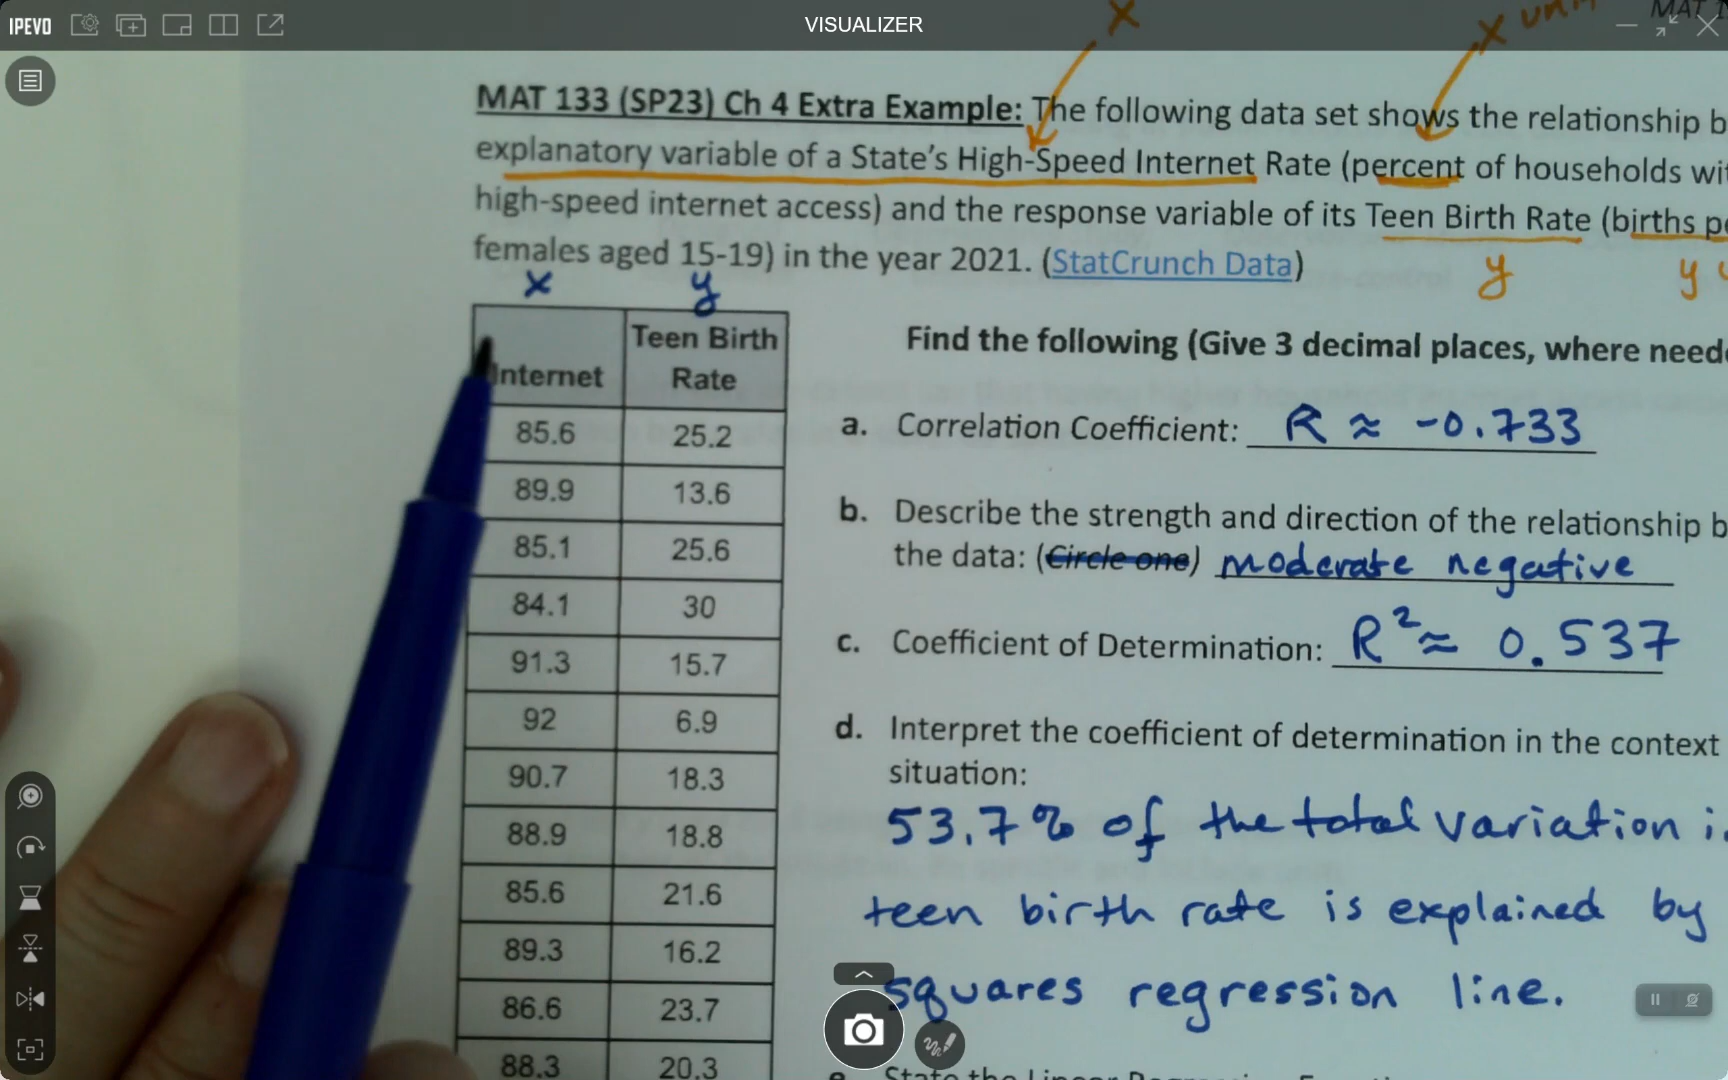 IPEVO
VISUALIZER
x
x
MAT
MAT 133 (SP23) Ch 4 Extra Example: The following data set shows the relationship b
explanatory variable of a State's High-Speed Internet Rate (percent of households wi
high-speed internet access) and the response variable of its Teen Birth Rate (births p
females aged 15-19) in the year 2021. (StatCrunch Data)
x y
y y
Internet Teen Birth Rate
85.6 25.2
89.9 13.6
85.1 25.6
84.1 30
91.3 15.7
92 6.9
90.7 18.3
88.9 18.8
85.6 21.6
89.3 16.2
86.6 23.7
88.3 20.3
Find the following (Give 3 decimal places, where need
a. Correlation Coefficient: R ≈ -0.733
b. Describe the strength and direction of the relationship b
the data: (Circle one) moderate negative
c. Coefficient of Determination: R² ≈ 0.537
d. Interpret the coefficient of determination in the context
situation:
53.7% of the total variation i
teen birth rate is explained by
squares regression line.